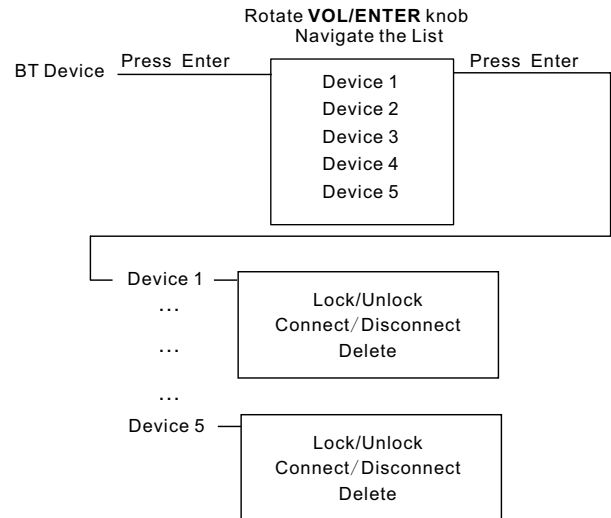 Rotate VOL/ENTER knob
Navigate the List
BT Device
Press Enter
Device 1
Device 2
Device 3
Device 4
Device 5
Press Enter
Device 1
Lock/Unlock
Connect/Disconnect
Delete
...
...
...
Device 5
Lock/Unlock
Connect/Disconnect
Delete